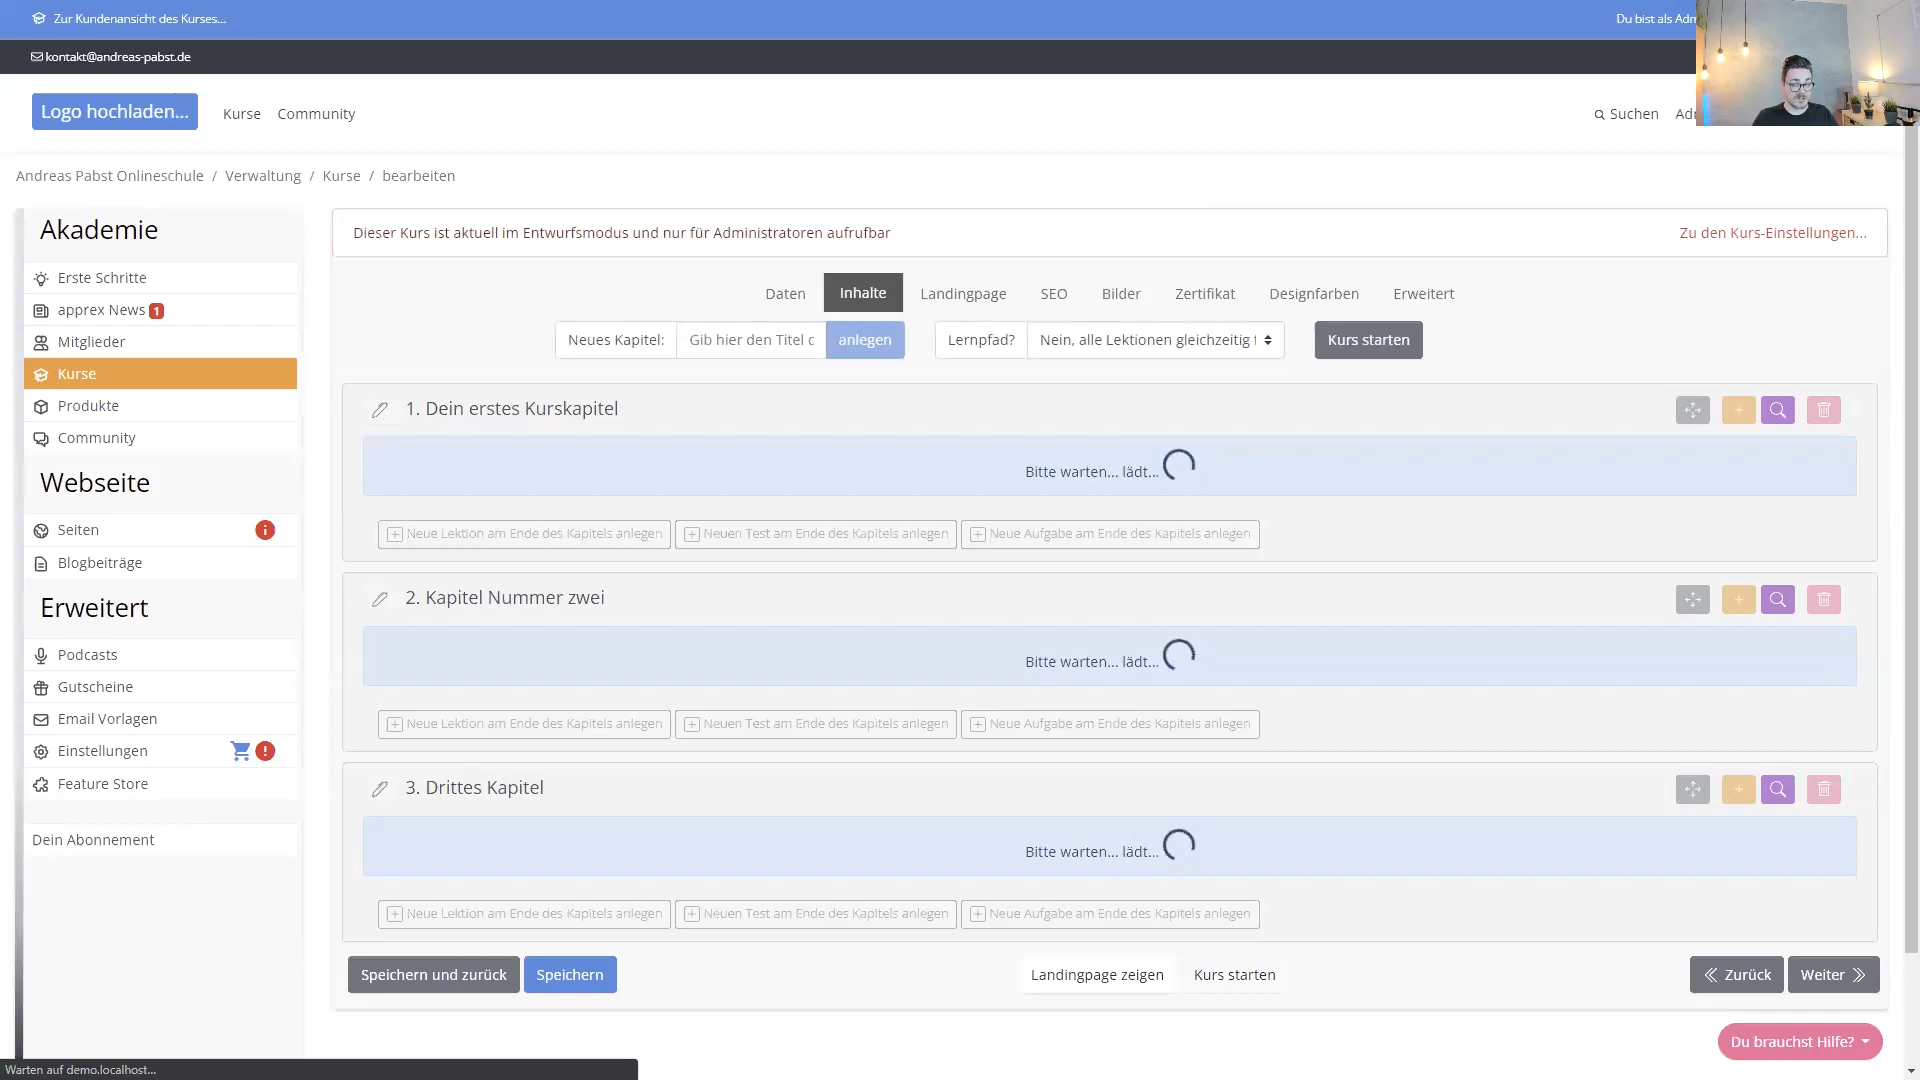 Zur Kundenansicht des Kurses...
Du bist als Adm
kontakt@andreas-pabst.de
Logo hochladen...
Kurse
Community
Suchen
Andreas Pabst Onlineschule / Verwaltung / Kurse / bearbeiten
Akademie
Erste Schritte
apprex News 1
Mitglieder
Kurse
Produkte
Community
Webseite
Seiten
Blogbeiträge
Erweitert
Podcasts
Gutscheine
Email Vorlagen
Einstellungen
Feature Store
Dein Abonnement
Dieser Kurs ist aktuell im Entwurfsmodus und nur für Administratoren aufrufbar
Zu den Kurs-Einstellungen...
Daten
Inhalte
Landingpage
SEO
Bilder
Zertifikat
Designfarben
Erweitert
Neues Kapitel:
Gib hier den Titel
anlegen
Lernpfad?
Nein, alle Lektionen gleichzeitig
Kurs starten
1. Dein erstes Kurskapitel
Bitte warten... lädt...
Neue Lektion am Ende des Kapitels anlegen
Neuen Test am Ende des Kapitels anlegen
Neue Aufgabe am Ende des Kapitels anlegen
2. Kapitel Nummer zwei
Bitte warten... lädt...
Neue Lektion am Ende des Kapitels anlegen
Neuen Test am Ende des Kapitels anlegen
Neue Aufgabe am Ende des Kapitels anlegen
3. Drittes Kapitel
Bitte warten... lädt...
Neue Lektion am Ende des Kapitels anlegen
Neuen Test am Ende des Kapitels anlegen
Neue Aufgabe am Ende des Kapitels anlegen
Speichern und zurück
Speichern
Landingpage zeigen
Kurs starten
Zurück
Weiter
Du brauchst Hilfe?
Warten auf demo.localhost...